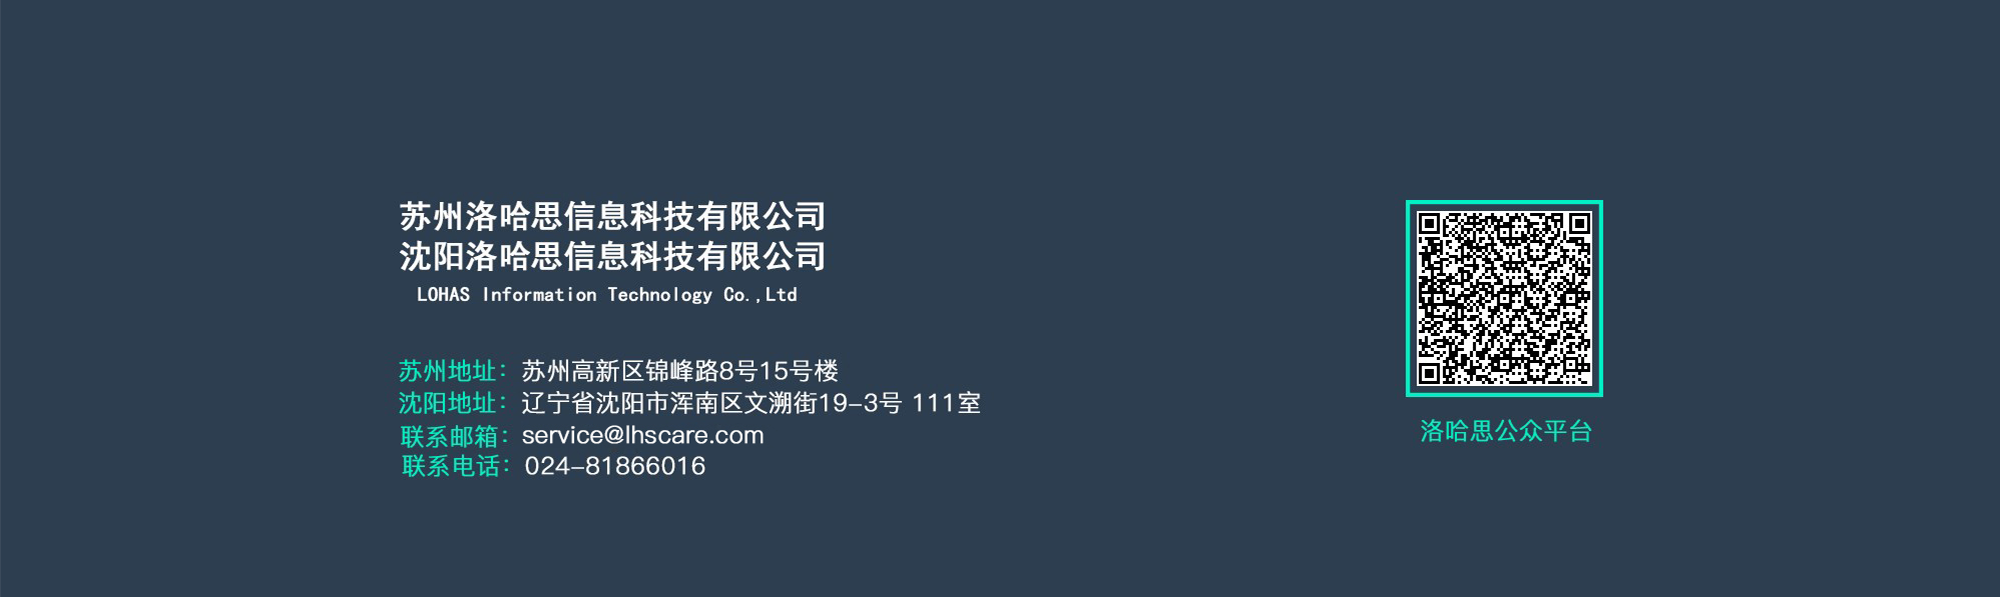 苏州洛哈思信息科技有限公司
沈阳洛哈思信息科技有限公司
LOHAS Information Technology Co.,Ltd
苏州地址：苏州高新区锦峰路8号15号楼
沈阳地址：辽宁省沈阳市浑南区文溯街19-3号 111室
联系邮箱：service@lhscare.com
联系电话：024-81866016
洛哈思公众平台